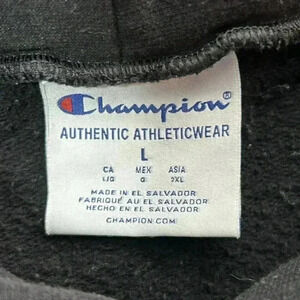 Champion®
AUTHENTIC ATHLETICWEAR
L
CA MEX ASIA
L/G G 2XL
MADE IN EL SALVADOR
FABRIQUÉ AU EL SALVADOR
HECHO EN EL SALVADOR
CHAMPION.COM